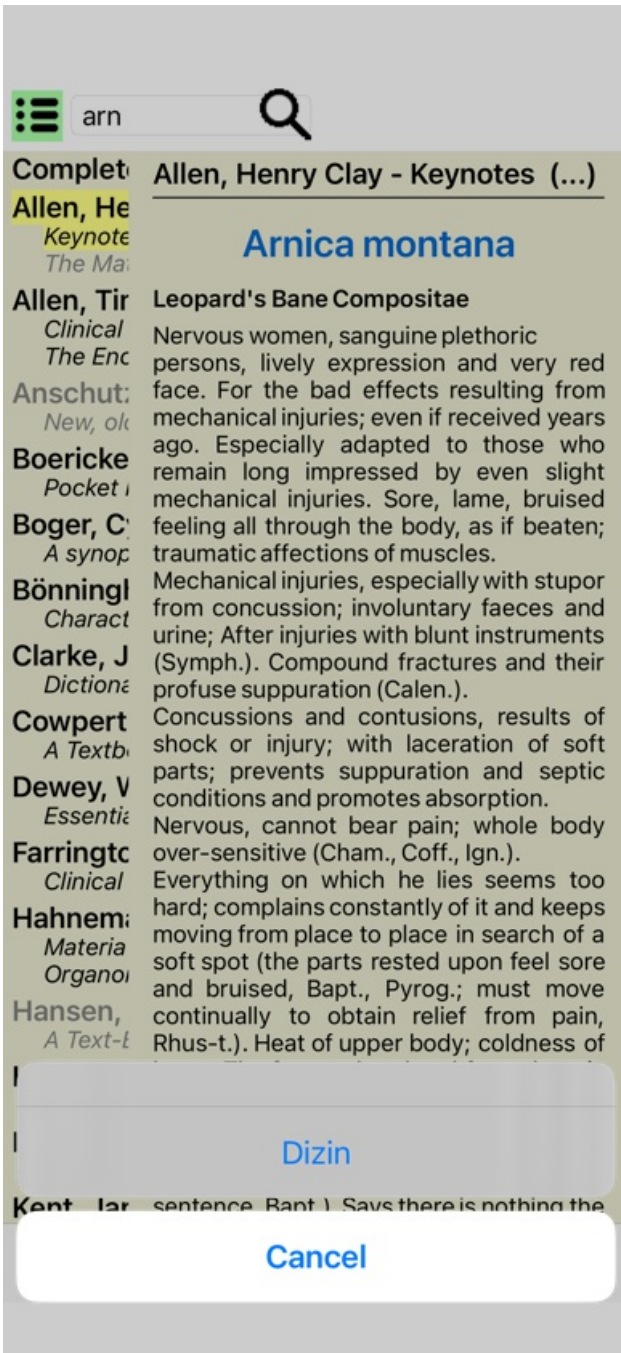 arn
Complet
Allen, He
Keynote
The Ma
Allen, Tir
Clinical
The Enc
Anschut
New, old
Boericke
Pocket
Boger, C
A synop
Bönningh
Charact
Clarke, J
Dictiona
Cowpert
A Textb
Dewey, W
Essentia
Farringto
Clinical
Hahnema
Materia
Organo
Hansen,
A Text-b
Kent, Jar
Allen, Henry Clay - Keynotes (...)
Arnica montana
Leopard's Bane Compositae
Nervous women, sanguine plethoric
persons, lively expression and very red
face. For the bad effects resulting from
mechanical injuries; even if received years
ago. Especially adapted to those who
remain long impressed by even slight
mechanical injuries. Sore, lame, bruised
feeling all through the body, as if beaten;
traumatic affections of muscles.
Mechanical injuries, especially with stupor
from concussion; involuntary faeces and
urine; After injuries with blunt instruments
(Symph.). Compound fractures and their
profuse suppuration (Calen.).
Concussions and contusions, results of
shock or injury; with laceration of soft
parts; prevents suppuration and septic
conditions and promotes absorption.
Nervous, cannot bear pain; whole body
over-sensitive (Cham., Coff., Ign.).
Everything on which he lies seems too
hard; complains constantly of it and keeps
moving from place to place in search of a
soft spot (the parts rested upon feel sore
and bruised, Bapt., Pyrog.; must move
continually to obtain relief from pain,
Rhus-t.). Heat of upper body; coldness of
sentence, Bapt.). Says there is nothing the
Dizin
Cancel